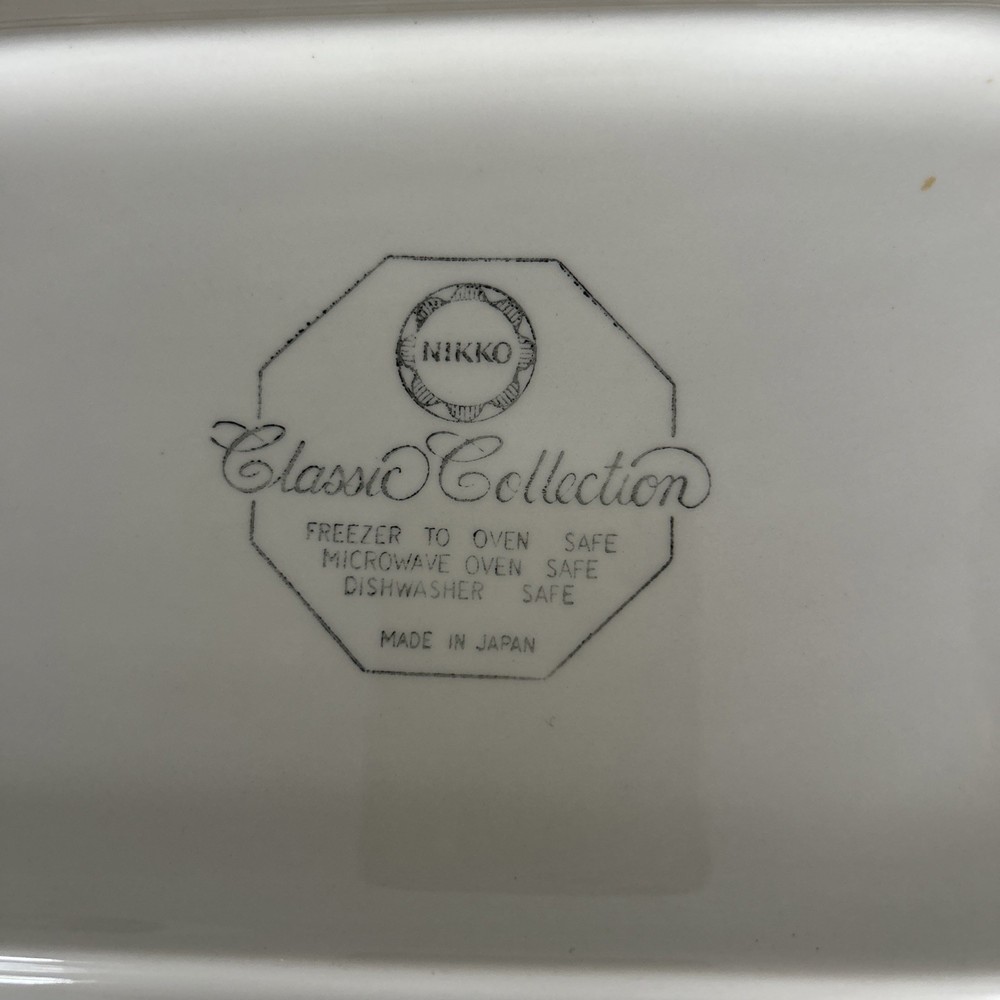 NIKKO
Classic Collection
FREEZER TO OVEN SAFE
MICROWAVE OVEN SAFE
DISHWASHER SAFE
MADE IN JAPAN